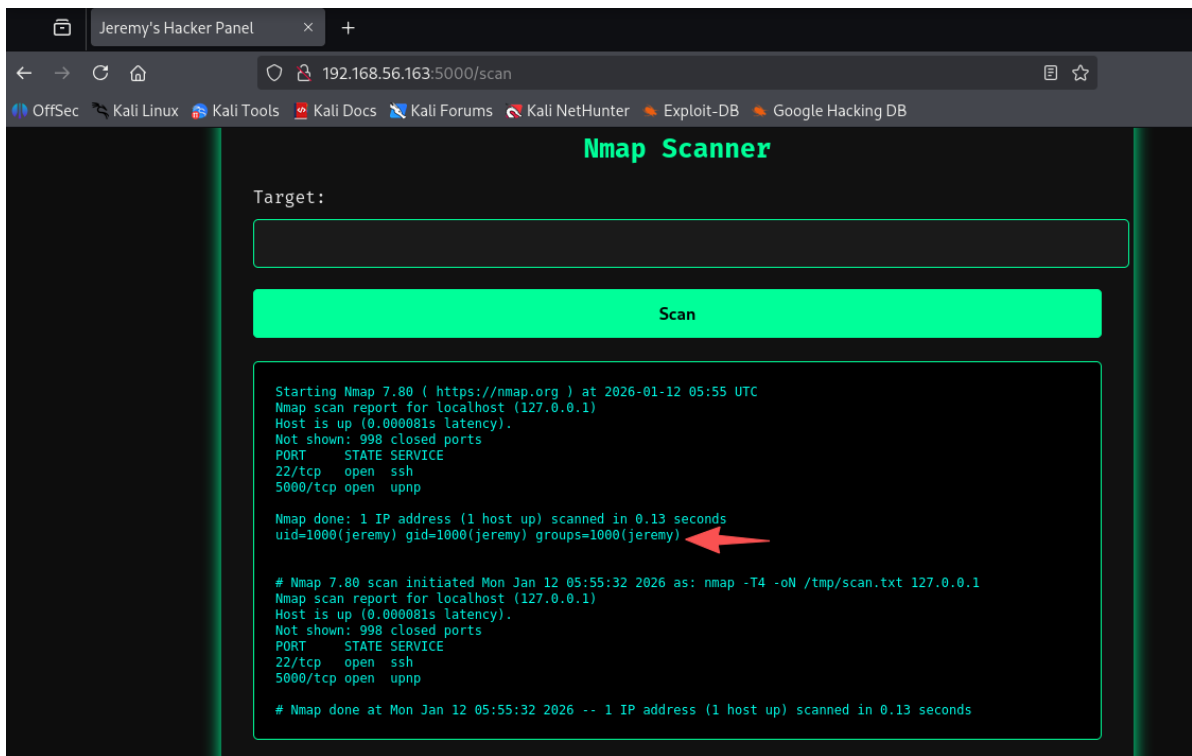 Jeremy's Hacker Panel
192.168.56.163:5000/scan
OffSec Kali Linux Kali Tools Kali Docs Kali Forums Kali NetHunter Exploit-DB Google Hacking DB
Nmap Scanner
Target:
Scan
Starting Nmap 7.80 ( https://nmap.org ) at 2026-01-12 05:55 UTC
Nmap scan report for localhost (127.0.0.1)
Host is up (0.000081s latency).
Not shown: 998 closed ports
PORT     STATE SERVICE
22/tcp   open  ssh
5000/tcp open  upnp
Nmap done: 1 IP address (1 host up) scanned in 0.13 seconds
uid=1000(jeremy) gid=1000(jeremy) groups=1000(jeremy)
# Nmap 7.80 scan initiated Mon Jan 12 05:55:32 2026 as: nmap -T4 -oN /tmp/scan.txt 127.0.0.1
Nmap scan report for localhost (127.0.0.1)
Host is up (0.000081s latency).
Not shown: 998 closed ports
PORT     STATE SERVICE
22/tcp   open  ssh
5000/tcp open  upnp
# Nmap done at Mon Jan 12 05:55:32 2026 -- 1 IP address (1 host up) scanned in 0.13 seconds